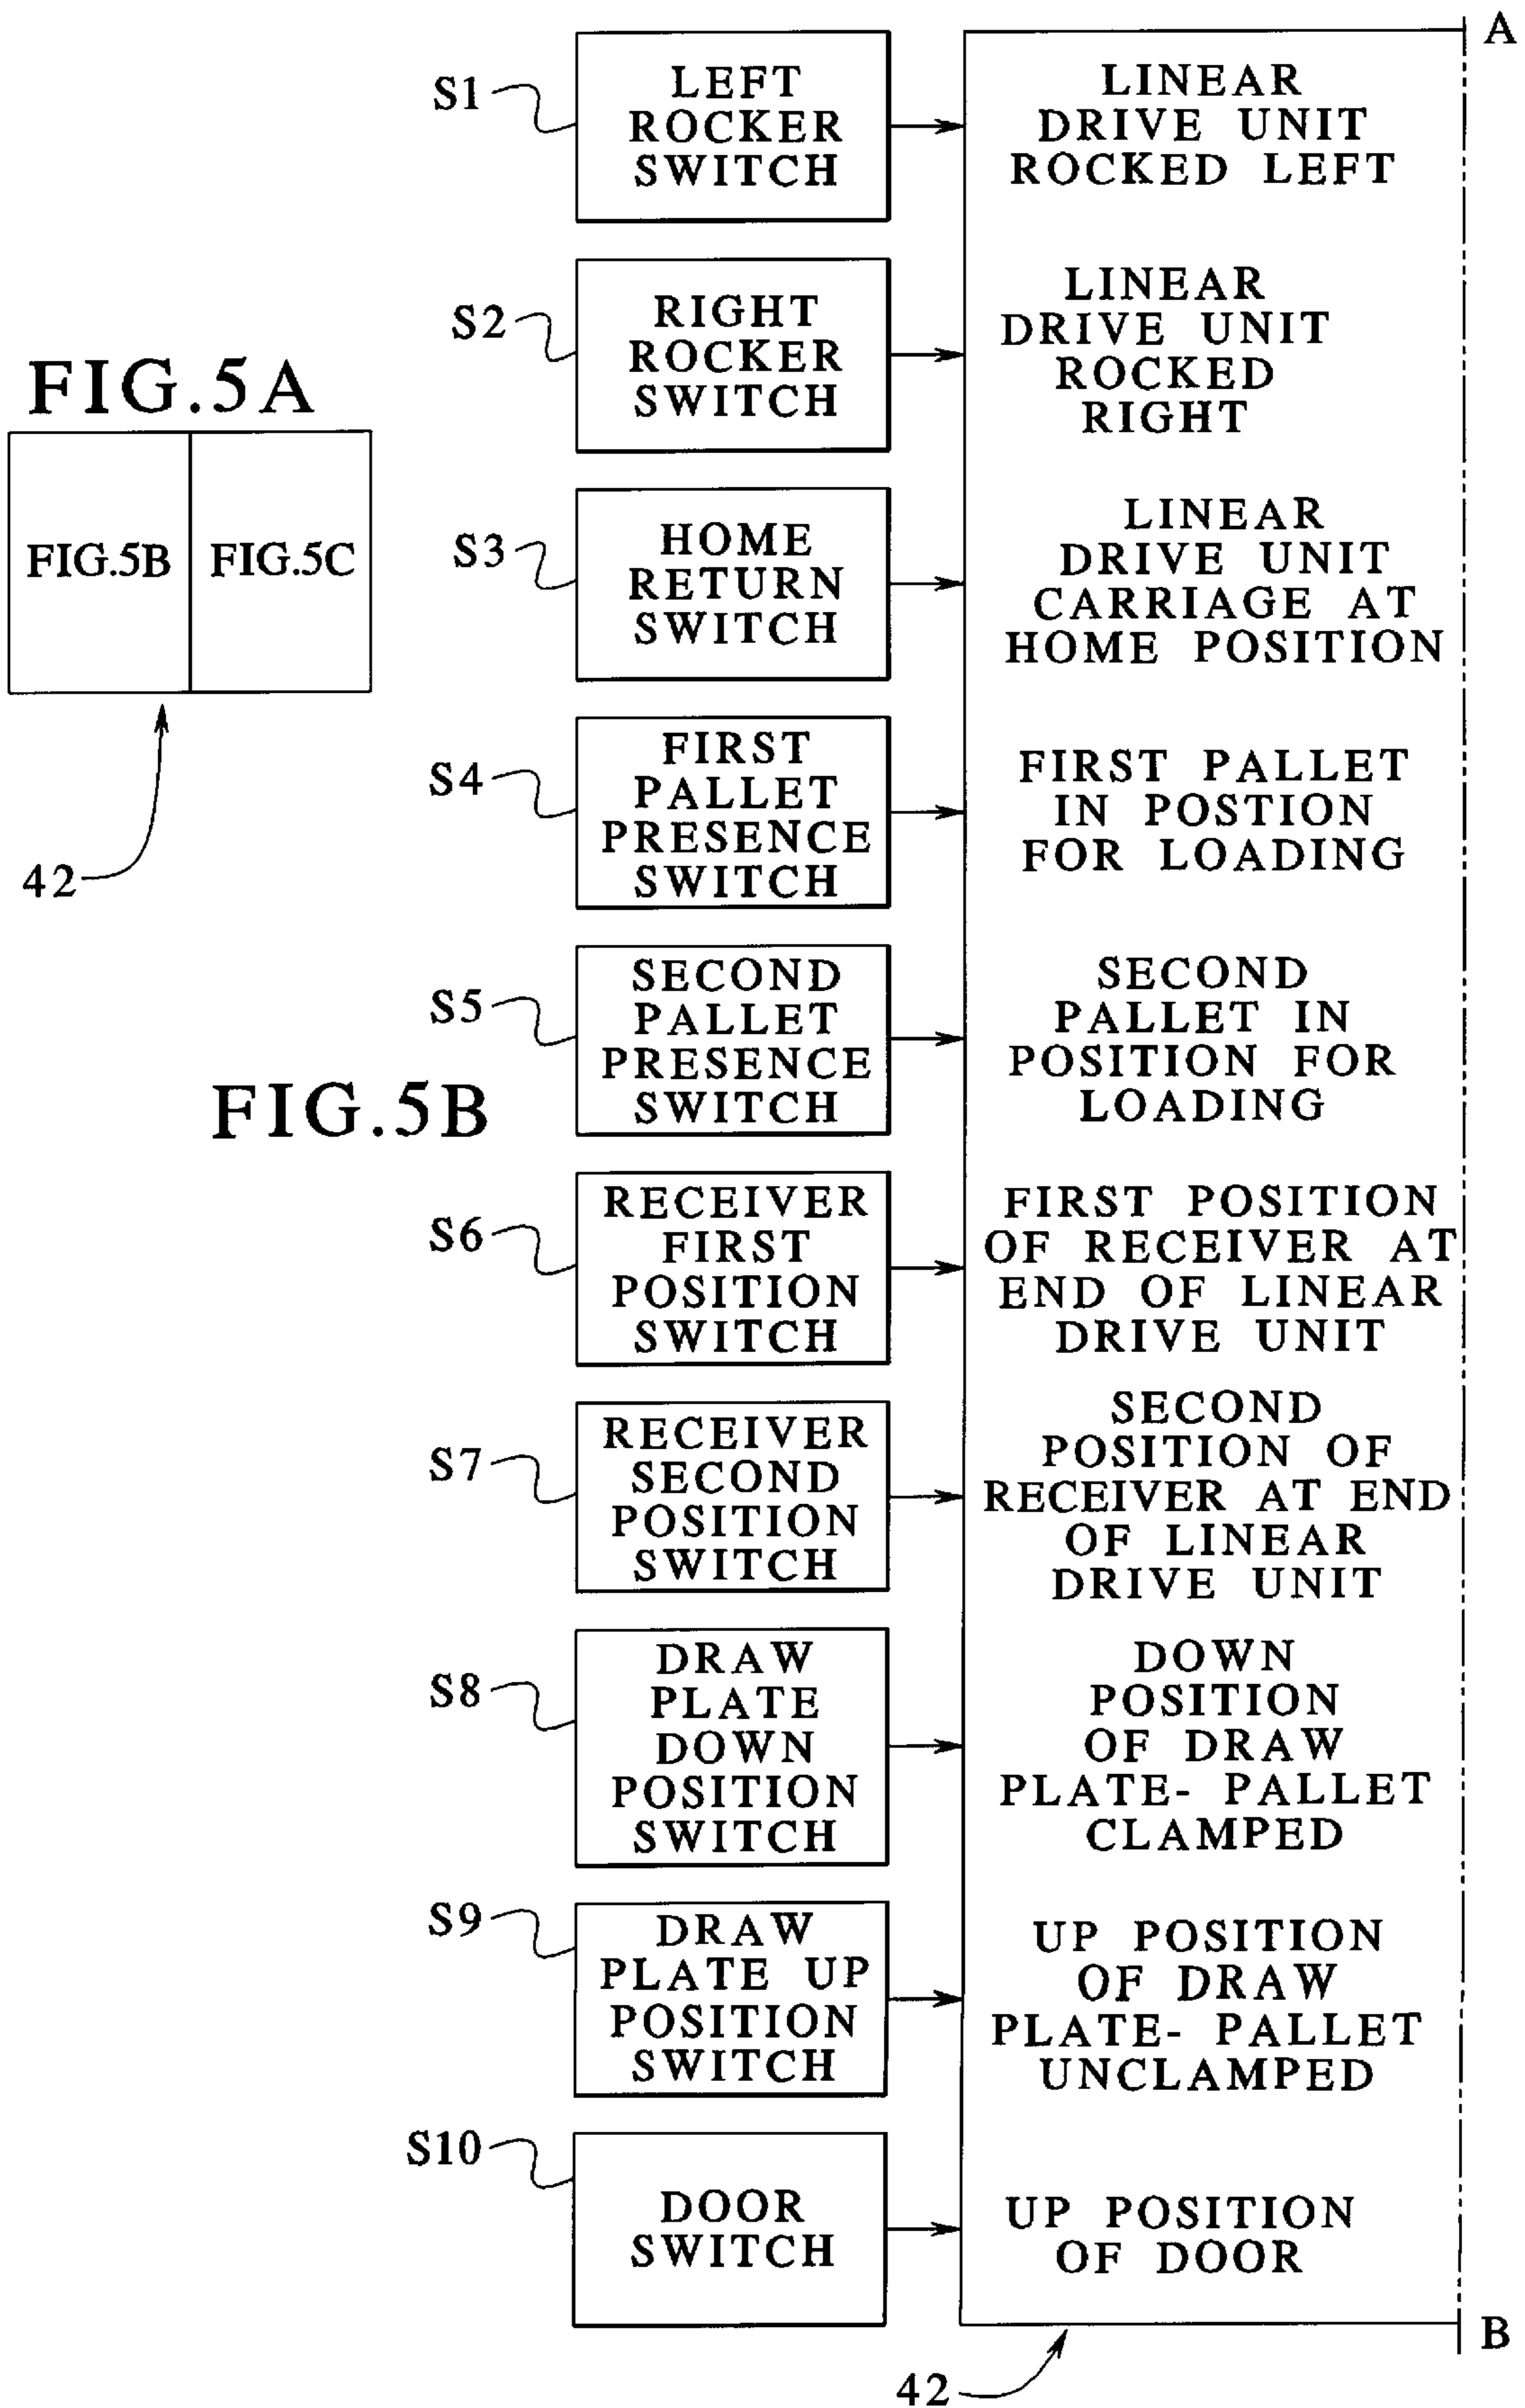 A
S1
LEFT
ROCKER
SWITCH
LINEAR
DRIVE UNIT
ROCKED LEFT
S2
RIGHT
ROCKER
SWITCH
LINEAR
DRIVE UNIT
ROCKED
RIGHT
FIG.5A
FIG.5B
FIG.5C
42
S3
HOME
RETURN
SWITCH
LINEAR
DRIVE UNIT
CARRIAGE AT
HOME POSITION
S4
FIRST
PALLET
PRESENCE
SWITCH
FIRST PALLET
IN POSTION
FOR LOADING
S5
SECOND
PALLET
PRESENCE
SWITCH
SECOND
PALLET IN
POSITION FOR
LOADING
FIG.5B
S6
RECEIVER
FIRST
POSITION
SWITCH
FIRST POSITION
OF RECEIVER AT
END OF LINEAR
DRIVE UNIT
S7
RECEIVER
SECOND
POSITION
SWITCH
SECOND
POSITION OF
RECEIVER AT END
OF LINEAR
DRIVE UNIT
S8
DRAW
PLATE
DOWN
POSITION
SWITCH
DOWN
POSITION
OF DRAW
PLATE- PALLET
CLAMPED
S9
DRAW
PLATE UP
POSITION
SWITCH
UP POSITION
OF DRAW
PLATE- PALLET
UNCLAMPED
S10
DOOR
SWITCH
UP POSITION
OF DOOR
B
42